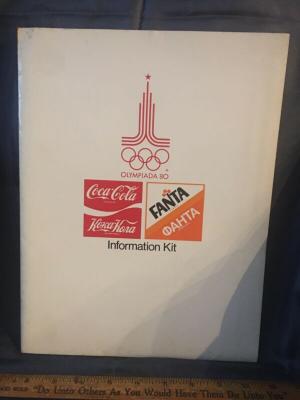 OLYMPIADA 80
Coca-Cola
Кока-Кола
FANTA
ФАНТА
Information Kit
"Do Unto Others As You Would Have Them Do Unto You"